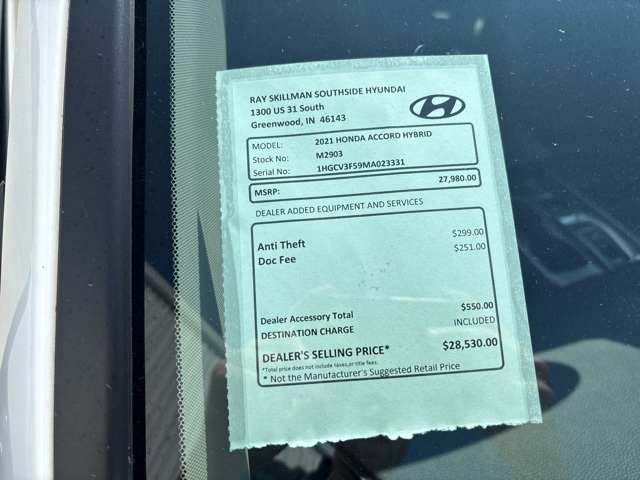 RAY SKILLMAN SOUTHSIDE HYUNDAI
1300 US 31 South
Greenwood, IN 46143
MODEL: 2021 HONDA ACCORD HYBRID
Stock No: M2903
Serial No: 1HGCV3F59MA023331
MSRP: 27,980.00
DEALER ADDED EQUIPMENT AND SERVICES
Anti Theft $299.00
Doc Fee $251.00
Dealer Accessory Total $550.00
DESTINATION CHARGE INCLUDED
DEALER'S SELLING PRICE* $28,530.00
*Total price does not include taxes,or title fees.
* Not the Manufacturer's Suggested Retail Price